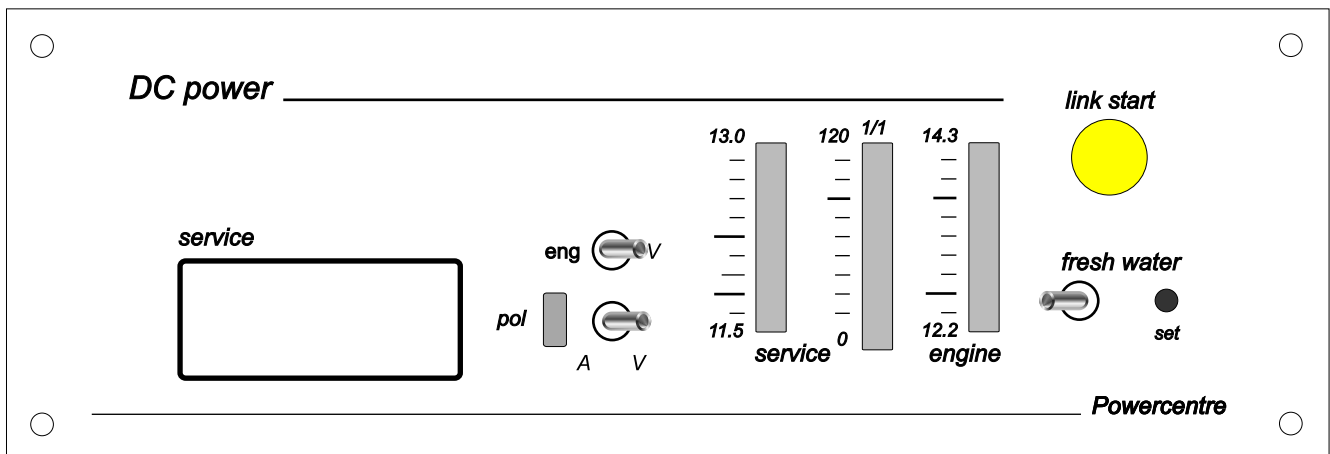 DC power
link start
13.0
120
1/1
14.3
service
eng
V
fresh water
pol
A
V
11.5
service
0
engine
12.2
set
Powercentre